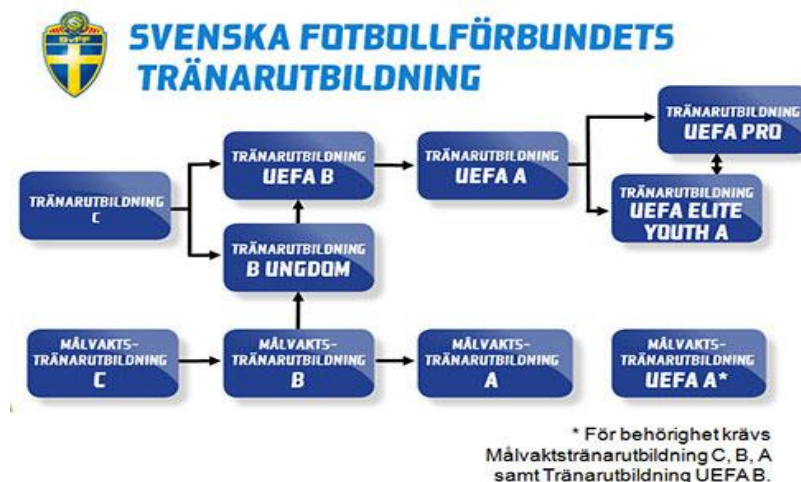 SvFF
SVENSKA FOTBOLLFÖRBUNDETS
TRÄNARUTBILDNING
TRÄNARUTBILDNING
UEFA PRO
TRÄNARUTBILDNING
UEFA B
TRÄNARUTBILDNING
UEFA A
TRÄNARUTBILDNING
C
TRÄNARUTBILDNING
UEFA ELITE
YOUTH A
TRÄNARUTBILDNING
B UNGDOM
MÅLVAKTS-
TRÄNARUTBILDNING
C
MÅLVAKTS-
TRÄNARUTBILDNING
B
MÅLVAKTS-
TRÄNARUTBILDNING
A
MÅLVAKTS-
TRÄNARUTBILDNING
UEFA A*
* För behörighet krävs
Målvaktstränarutbildning C, B, A
samt Tränarutbildning UEFA B.